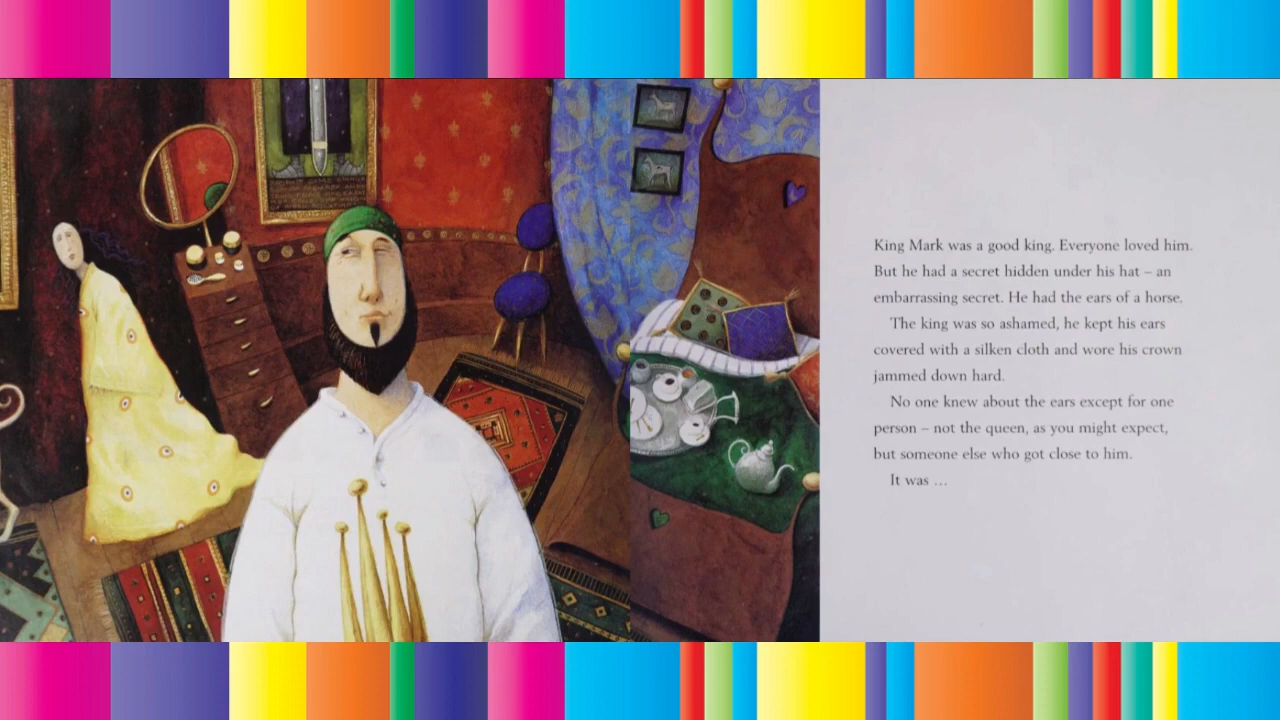 King Mark was a good king. Everyone loved him.
But he had a secret hidden under his hat – an
embarrassing secret. He had the ears of a horse.
The king was so ashamed, he kept his ears
covered with a silken cloth and wore his crown
jammed down hard.
No one knew about the ears except for one
person – not the queen, as you might expect,
but someone else who got close to him.
It was …